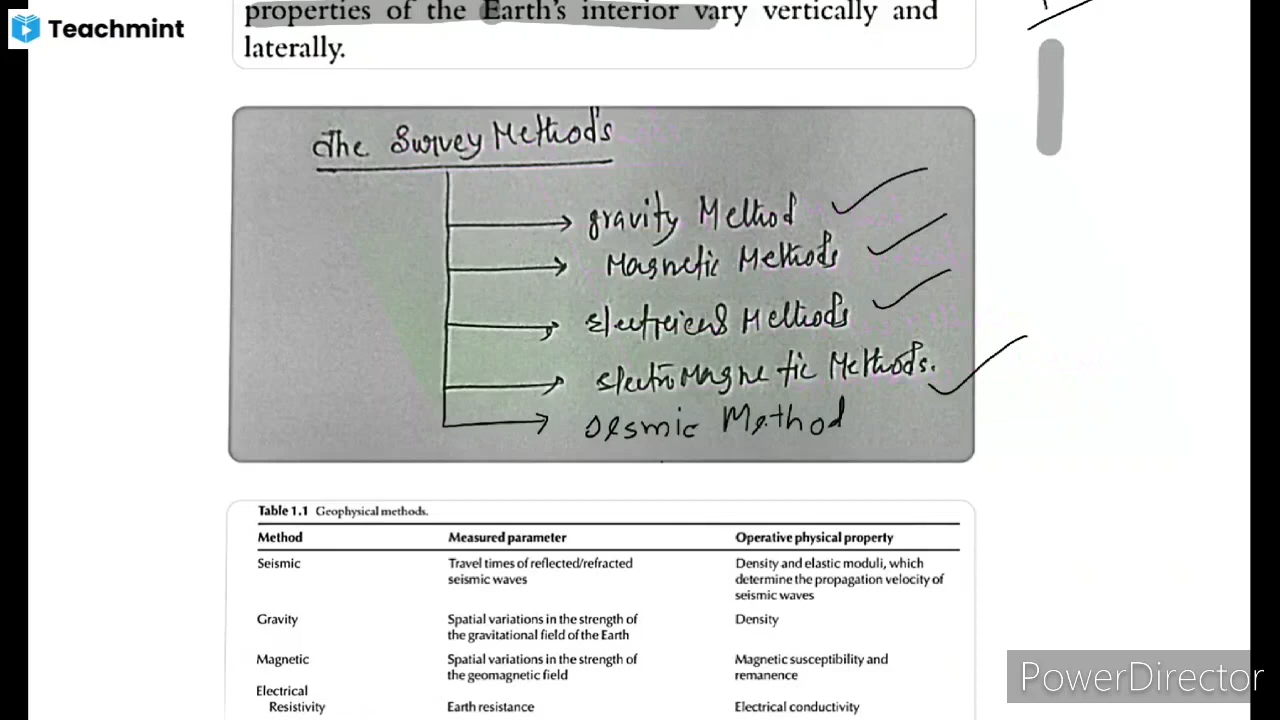 properties of the Earth's interior vary vertically and
Teachmint
laterally.
The Survey Methods
gravity Method
Magnetic Methods
Electrical Methods
Electromagnetic Methods.
Sesmic Method
Table 1.1 Geophysical methods.
Method Measured parameter Operative physical property
Seismic Travel times of reflected/refracted Density and elastic moduli, which
seismic waves determine the propagation velocity of
seismic waves
Gravity Spatial variations in the strength of Density
the gravitational field of the Earth
Magnetic Spatial variations in the strength of Magnetic susceptibility and
the geomagnetic field remanence
Electrical
Resistivity Earth resistance Electrical conductivity
PowerDirector